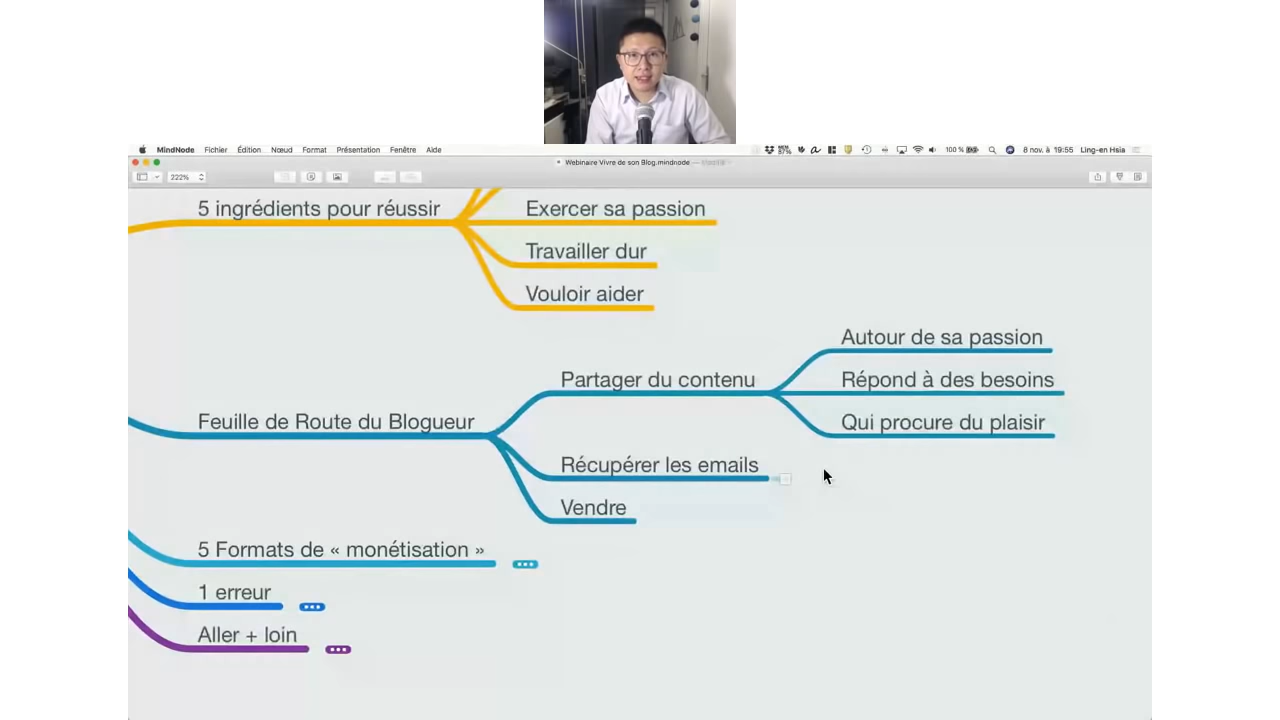 MindNode Fichier Édition Nœud Format Présentation Fenêtre Aide
100 % 8 nov. à 19:55 Ling-en Hsia
Webinaire Vivre de son Blog.mindnode —
222%
5 ingrédients pour réussir
Exercer sa passion
Travailler dur
Vouloir aider
Feuille de Route du Blogueur
Partager du contenu
Autour de sa passion
Répond à des besoins
Qui procure du plaisir
Récupérer les emails
Vendre
5 Formats de « monétisation »
1 erreur
Aller + loin